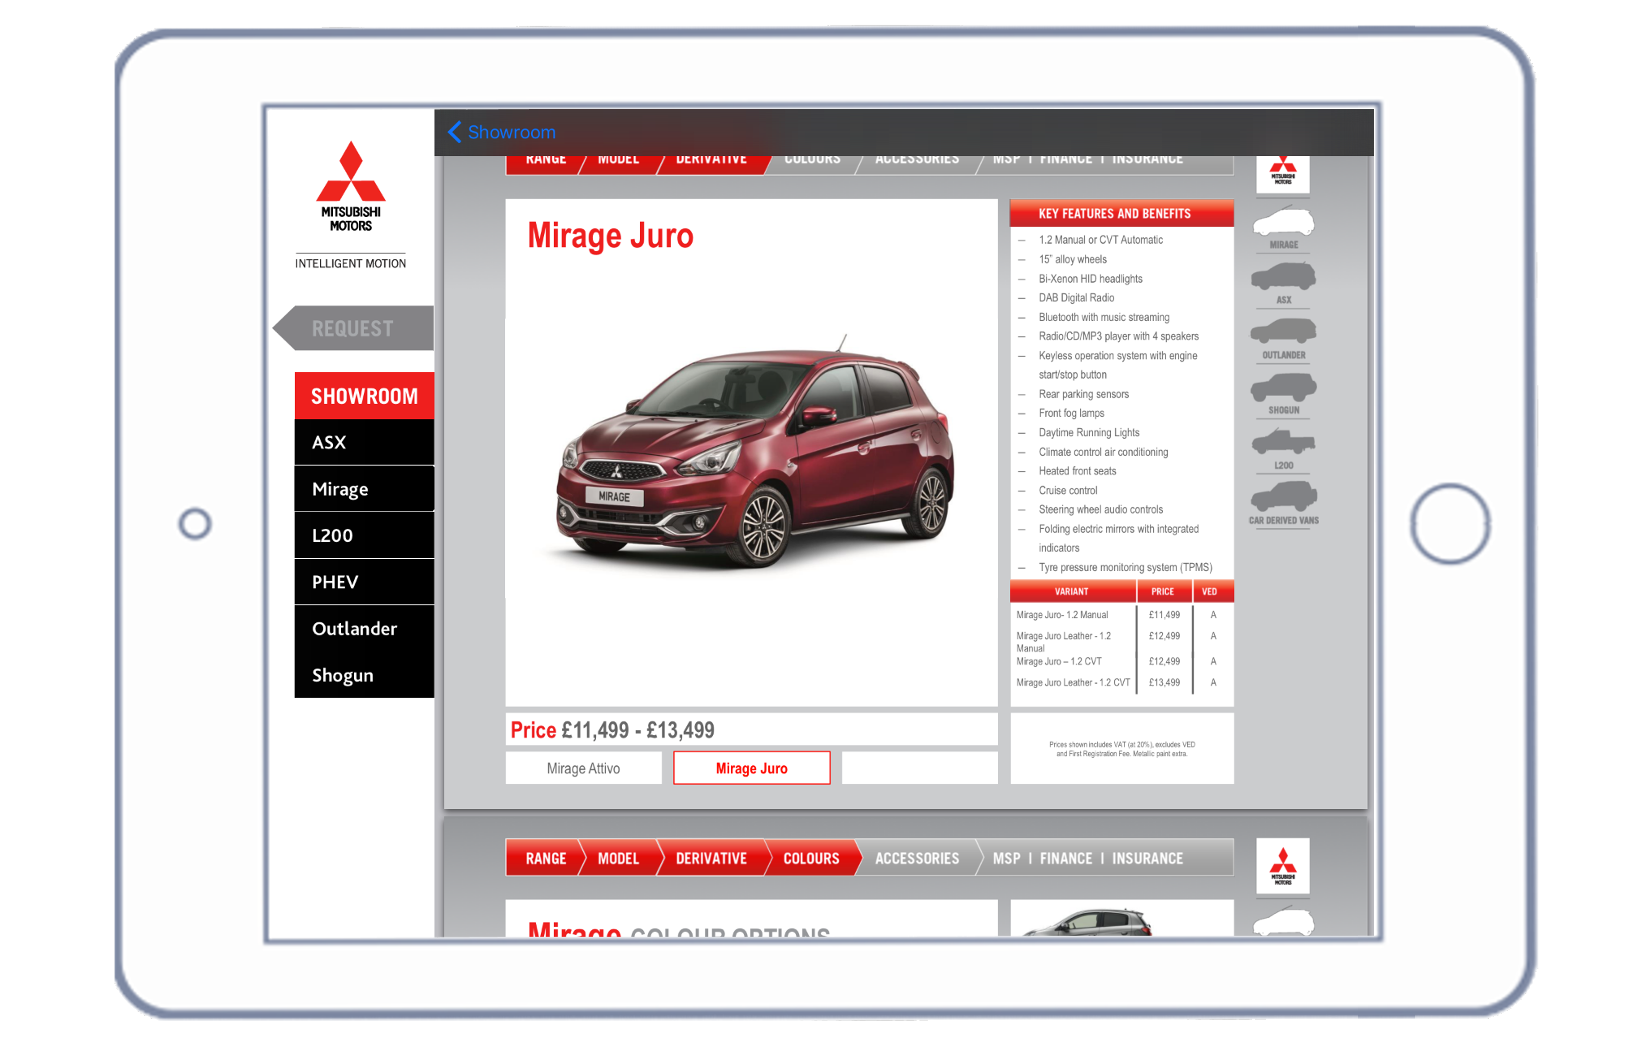 Showroom
MITSUBISHI
MOTORS
INTELLIGENT MOTION
REQUEST
SHOWROOM
ASX
Mirage
L200
PHEV
Outlander
Shogun
RANGE MODEL DERIVATIVE COLOURS ACCESSORIES MSP | FINANCE | INSURANCE
Mirage Juro
MIRAGE
Price £11,499 - £13,499
Mirage Attivo
Mirage Juro
KEY FEATURES AND BENEFITS
– 1.2 Manual or CVT Automatic
– 15” alloy wheels
– Bi-Xenon HID headlights
– DAB Digital Radio
– Bluetooth with music streaming
– Radio/CD/MP3 player with 4 speakers
– Keyless operation system with engine
start/stop button
– Rear parking sensors
– Front fog lamps
– Daytime Running Lights
– Climate control air conditioning
– Heated front seats
– Cruise control
– Steering wheel audio controls
– Folding electric mirrors with integrated
indicators
– Tyre pressure monitoring system (TPMS)
VARIANT PRICE VED
Mirage Juro- 1.2 Manual £11,499 A
Mirage Juro Leather - 1.2 £12,499 A
Manual
Mirage Juro – 1.2 CVT £12,499 A
Mirage Juro Leather - 1.2 CVT £13,499 A
Prices shown includes VAT (at 20%), excludes VED
and First Registration Fee. Metallic paint extra.
MITSUBISHI
MOTORS
MIRAGE
ASX
OUTLANDER
SHOGUN
L200
CAR DERIVED VANS
RANGE MODEL DERIVATIVE COLOURS ACCESSORIES MSP | FINANCE | INSURANCE
MITSUBISHI
MOTORS
Mirage COLOUR OPTIONS